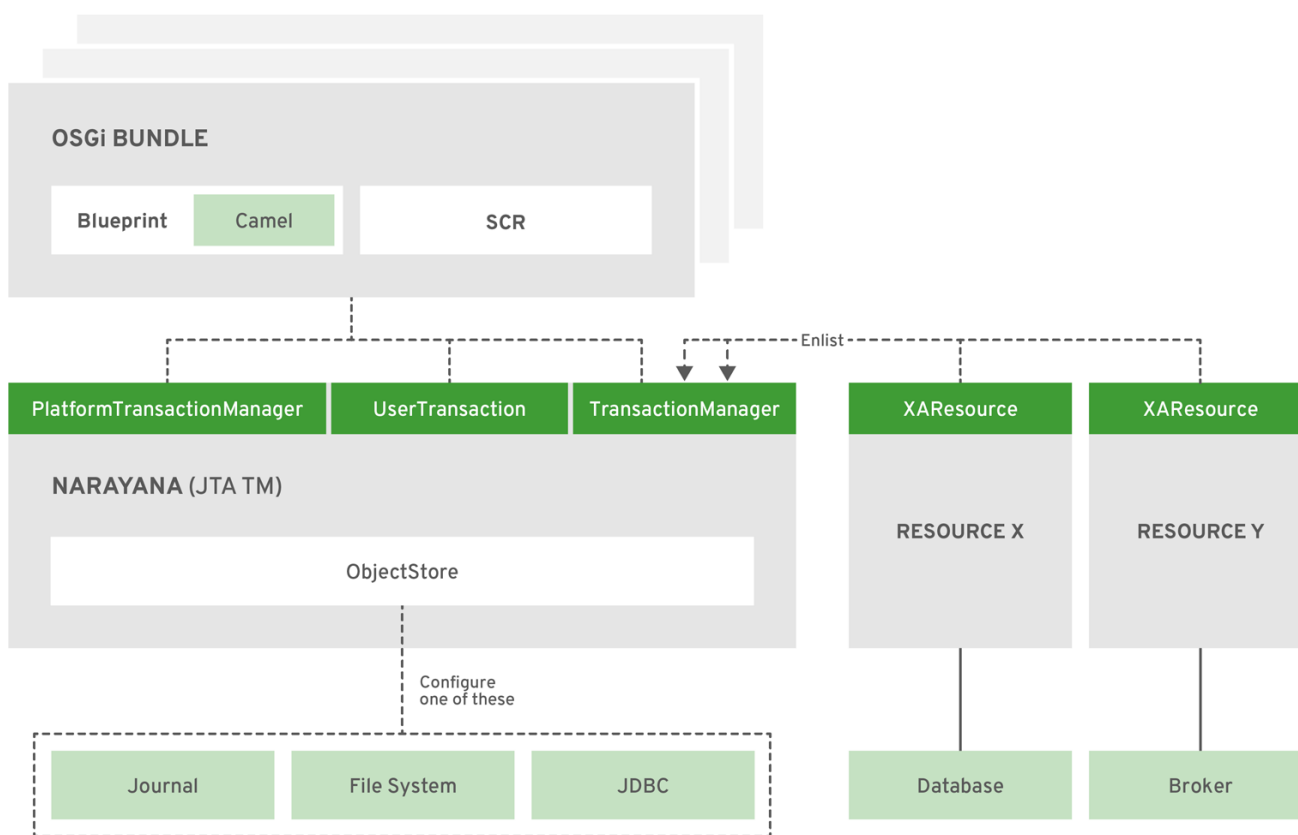 OSGi BUNDLE
Blueprint
Camel
SCR
Enlist
PlatformTransactionManager
UserTransaction
TransactionManager
XAResource
XAResource
NARAYANA (JTA TM)
RESOURCE X
RESOURCE Y
ObjectStore
Configure
one of these
Journal
File System
JDBC
Database
Broker